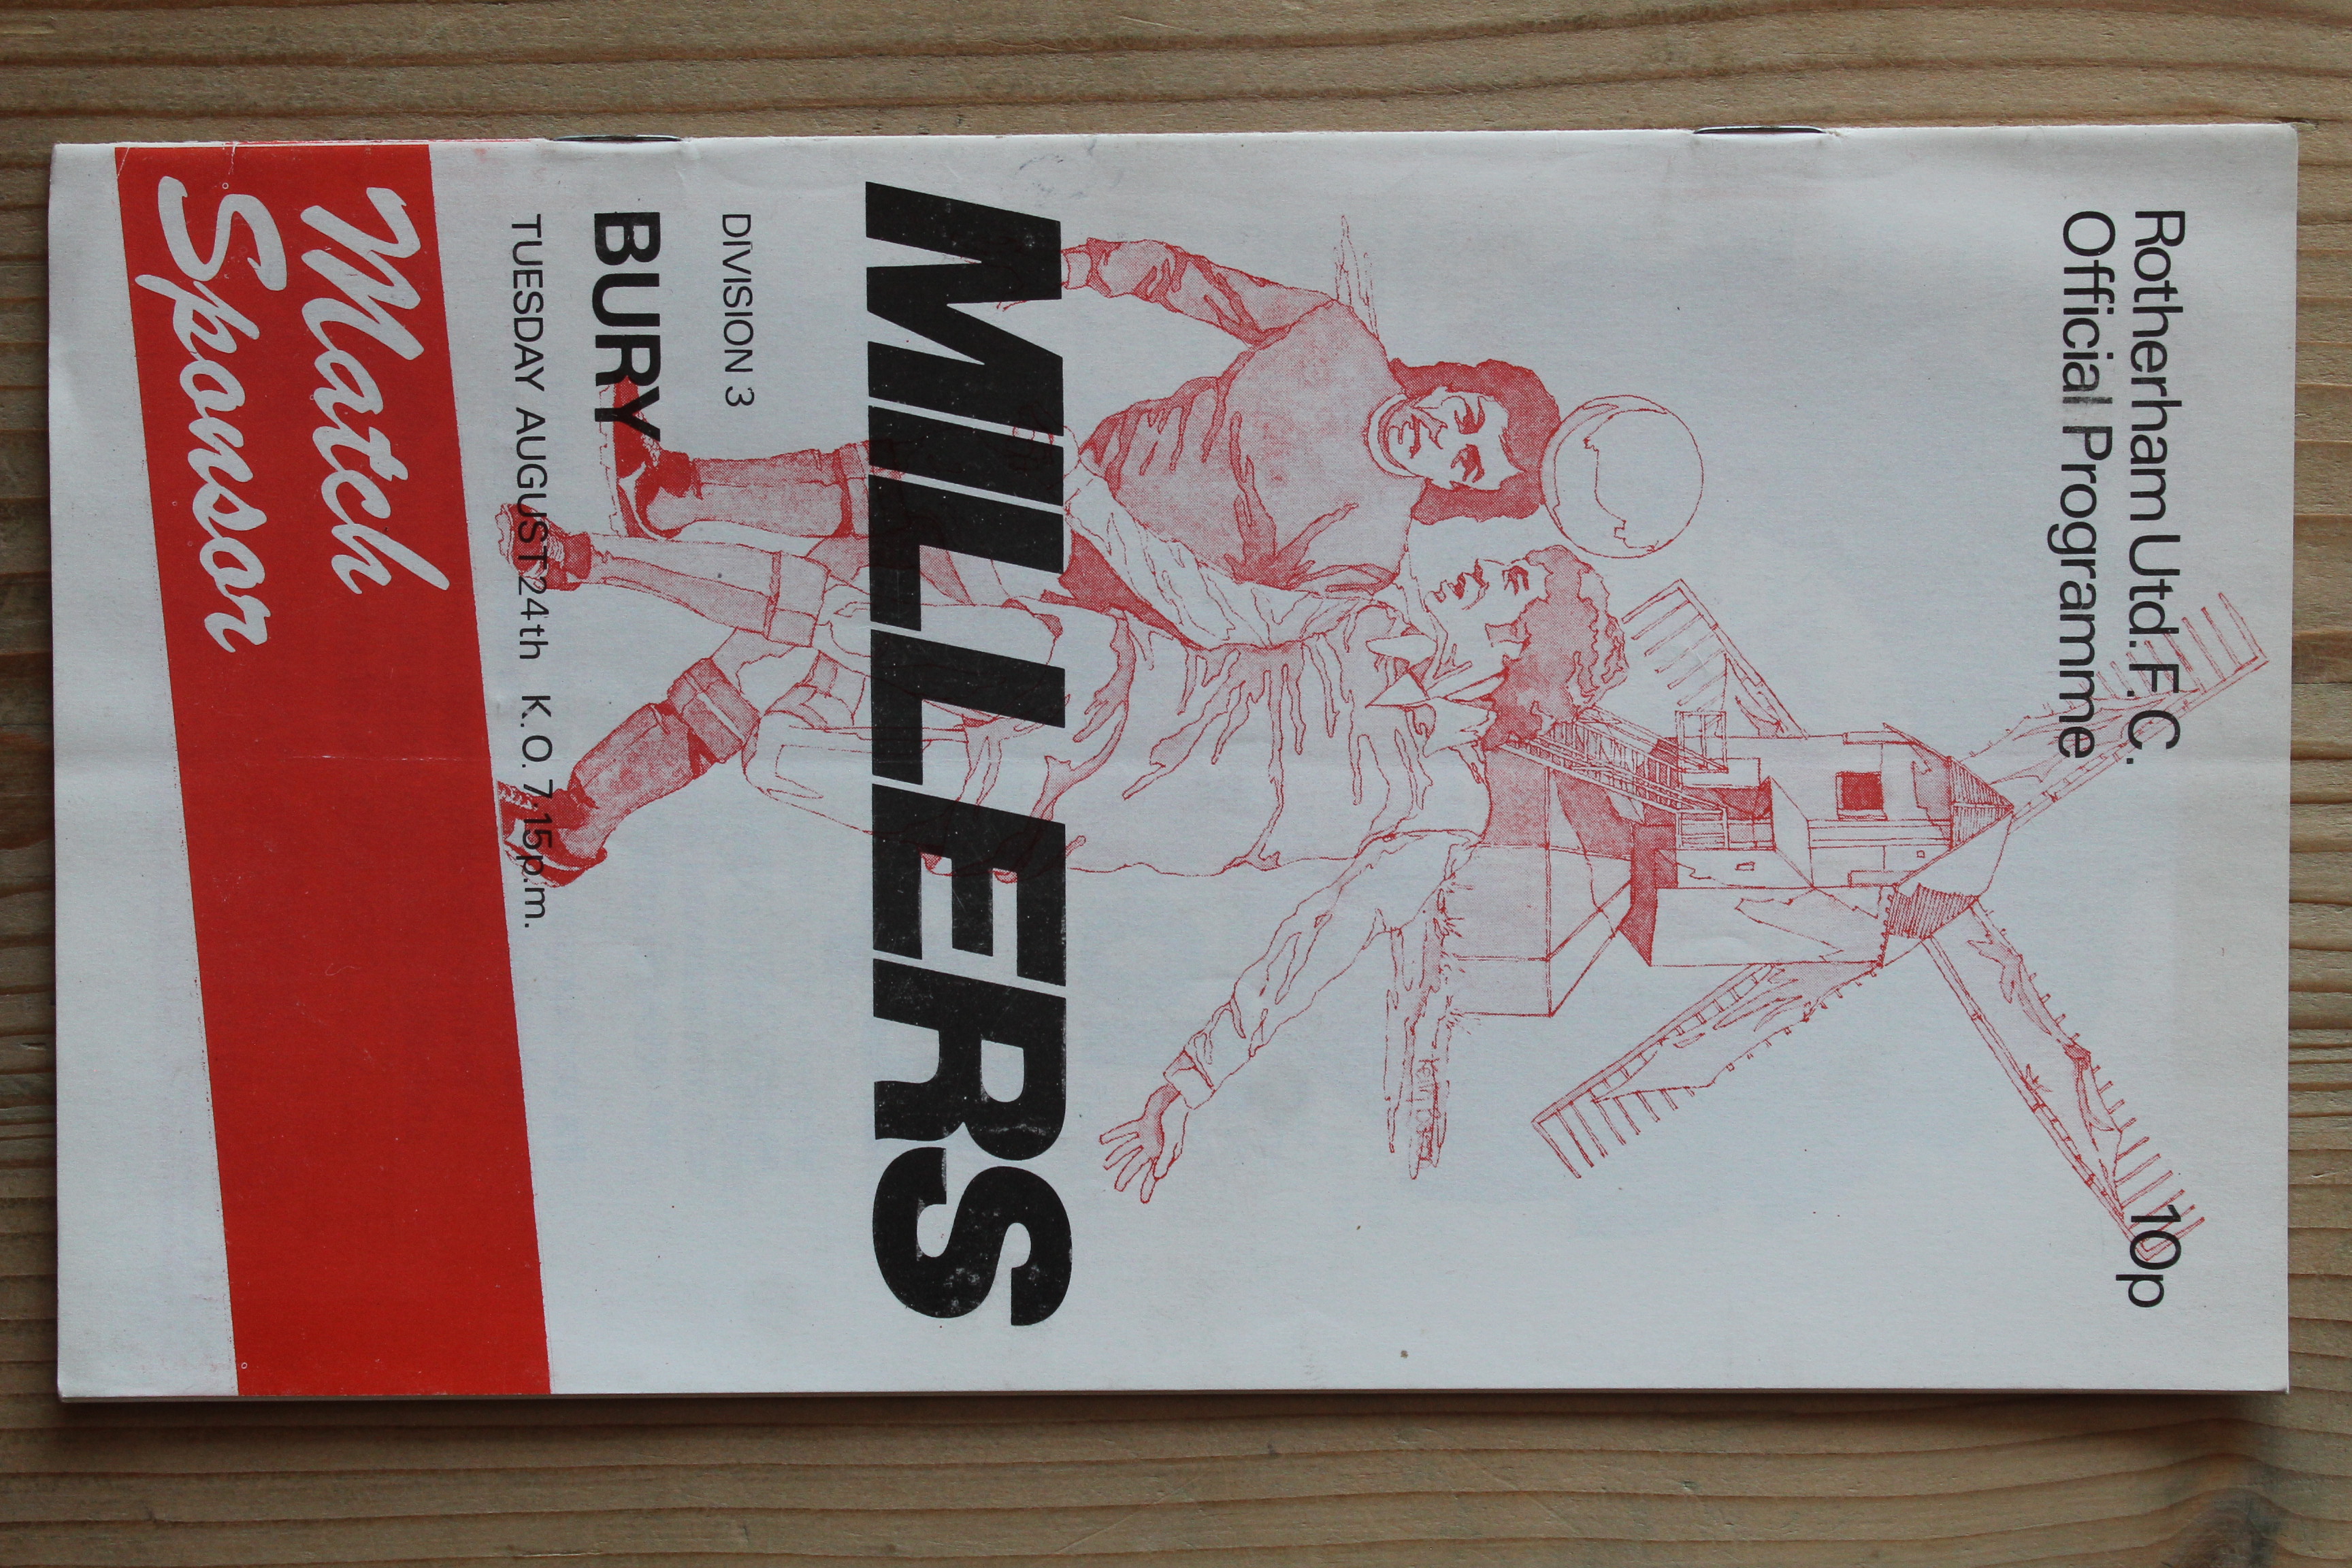 Rotherham Utd. F.C. 10p
Official Programme
MILLERS
DIVISION 3
BURY
TUESDAY AUGUST 24th K.O. 7.15p.m.
Match
Sponsor